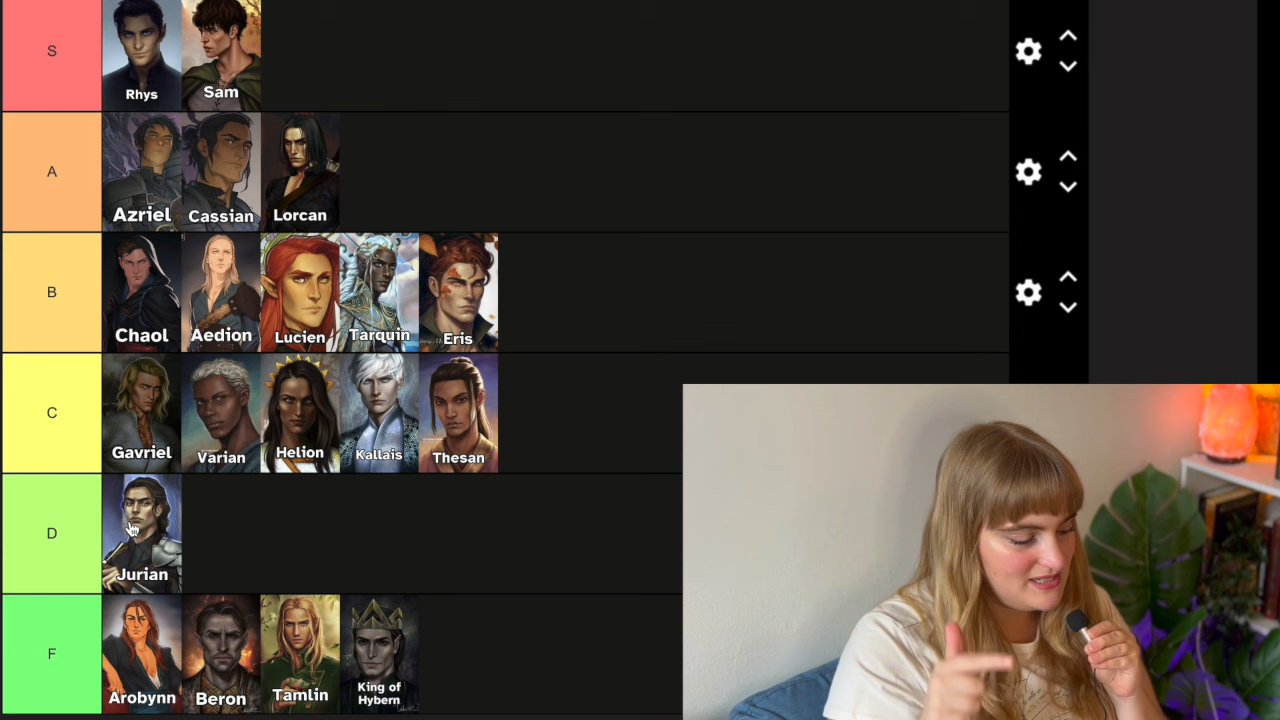 S
Rhys
Sam
A
Azriel
Cassian
Lorcan
B
Chaol
Aedion
Lucien
Tarquin
Eris
C
Gavriel
Varian
Helion
Kallais
Thesan
D
Jurian
F
Arobynn
Beron
Tamlin
King of
Hybern